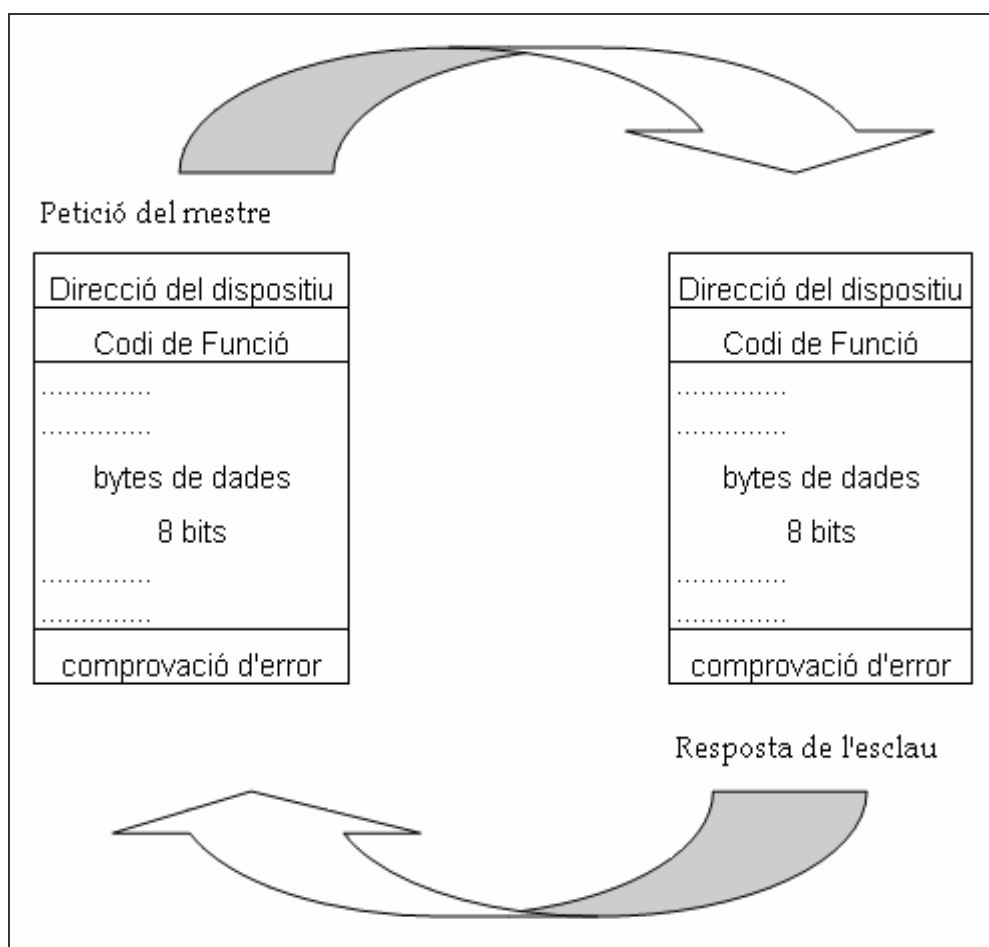 Petició del mestre
Direcció del dispositiu
Codi de Funció
..............
..............
bytes de dades
8 bits
..............
..............
comprovació d'error
Direcció del dispositiu
Codi de Funció
..............
..............
bytes de dades
8 bits
..............
..............
comprovació d'error
Resposta de l'esclau